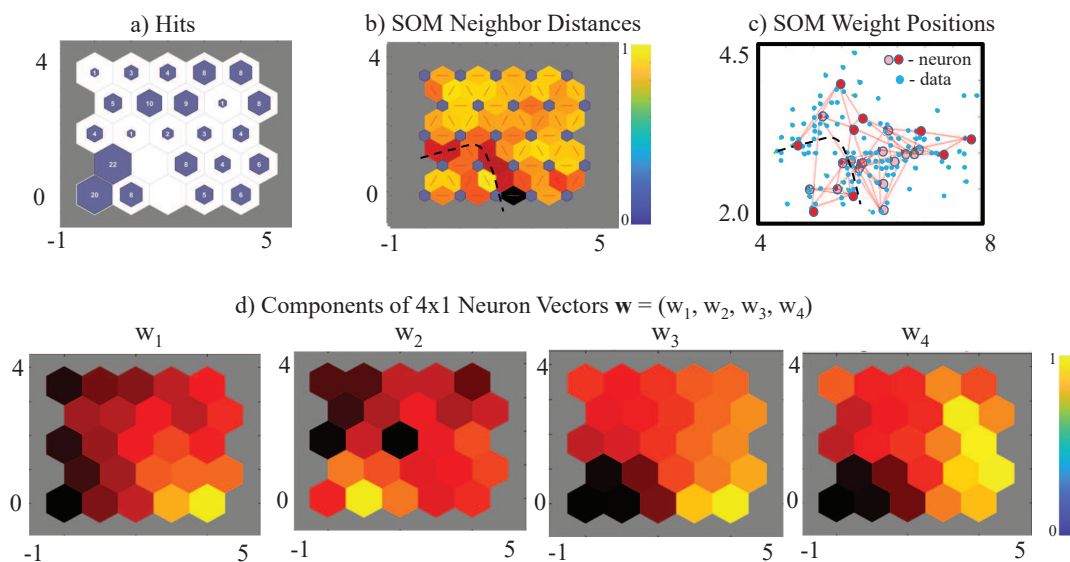 a) Hits
b) SOM Neighbor Distances
c) SOM Weight Positions
4
1 3 4 8 8
5 10 9 1 8
4 1 2 3 4
22 8 4 6
20 8 5 6
0
-1 5
4
0
-1 5
1
0
4.5
- neuron
- data
2.0
4 8
d) Components of 4x1 Neuron Vectors w = (w1, w2, w3, w4)
w1 w2 w3 w4
4 4 4 4
0 0 0 0
-1 5 -1 5 -1 5 -1 5
1
0